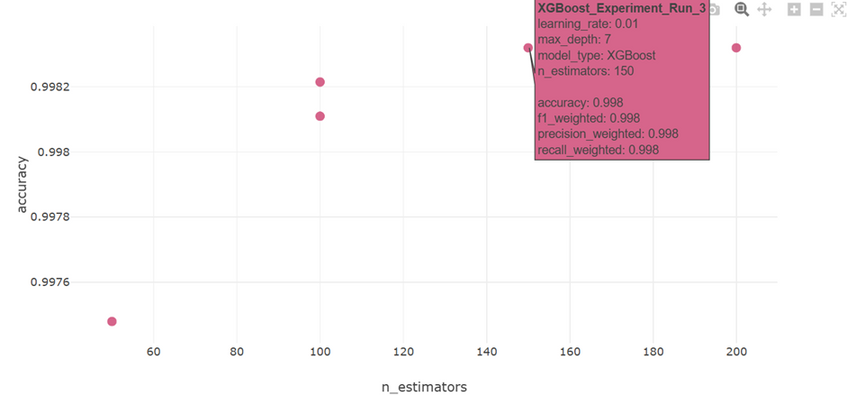 XGBoost_Experiment_Run_3
learning_rate: 0.01
max_depth: 7
model_type: XGBoost
n_estimators: 150
accuracy: 0.998
f1_weighted: 0.998
precision_weighted: 0.998
recall_weighted: 0.998
0.9982
0.998
0.9978
0.9976
accuracy
60 80 100 120 140 160 180 200
n_estimators